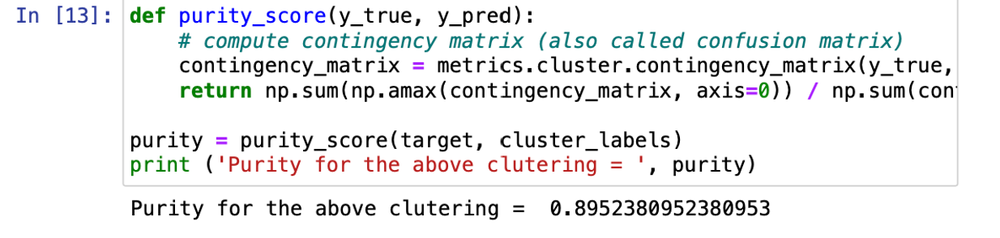 In [13]: def purity_score(y_true, y_pred):
# compute contingency matrix (also called confusion matrix)
contingency_matrix = metrics.cluster.contingency_matrix(y_true,
return np.sum(np.amax(contingency_matrix, axis=0)) / np.sum(con
purity = purity_score(target, cluster_labels)
print ('Purity for the above clutering = ', purity)
Purity for the above clutering =  0.8952380952380953